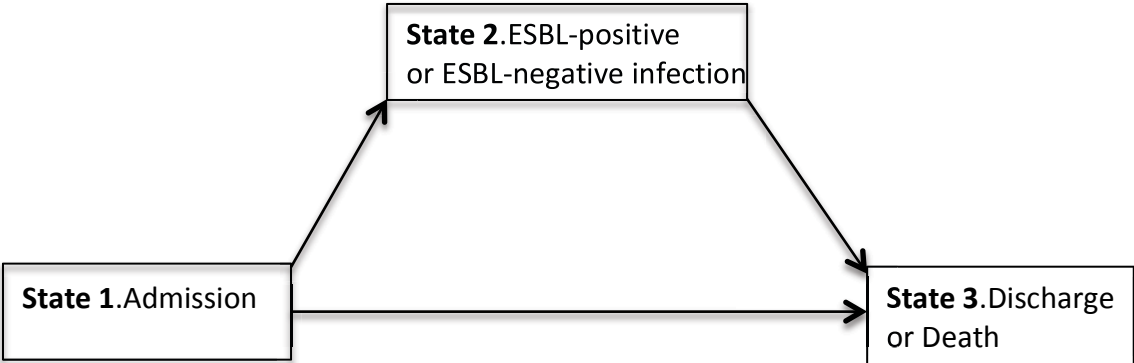 State 2.ESBL-positive
or ESBL-negative infection
State 1.Admission
State 3.Discharge
or Death